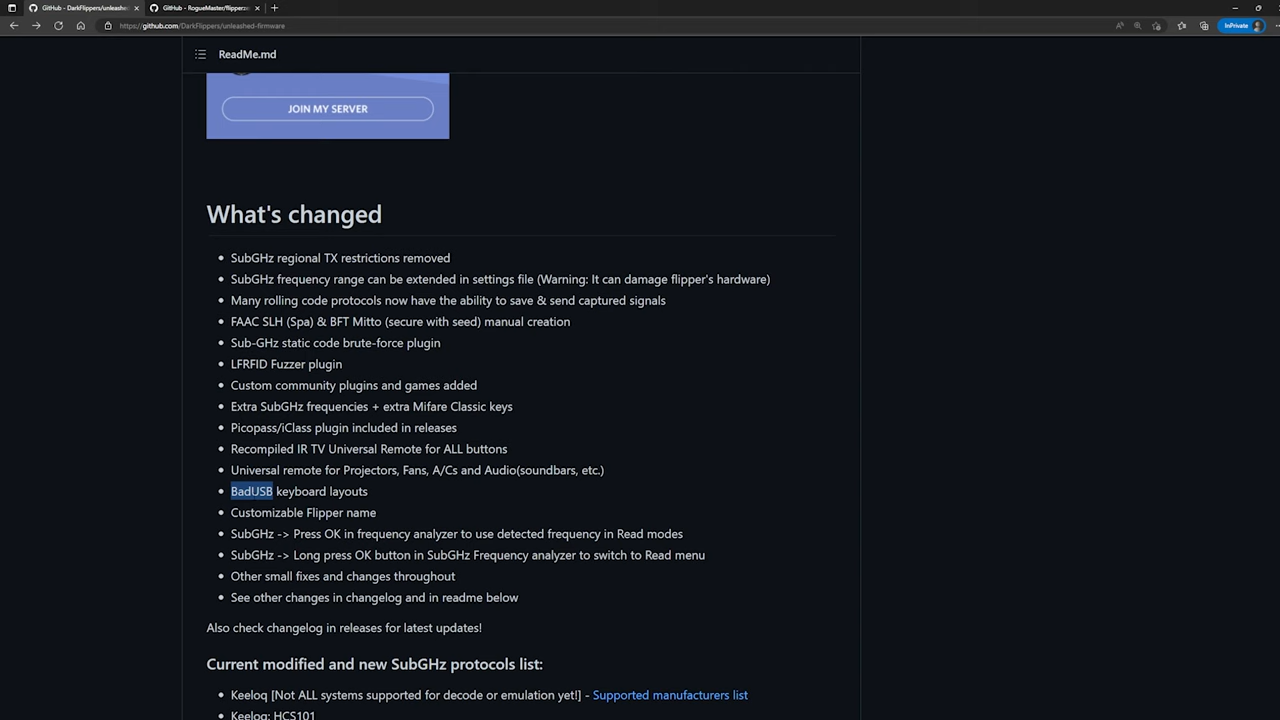 GitHub - DarkFlippers/unleashed-
GitHub - RogueMaster/flipperze
https://github.com/DarkFlippers/unleashed-firmware
InPrivate
ReadMe.md
JOIN MY SERVER
What's changed
SubGHz regional TX restrictions removed
SubGHz frequency range can be extended in settings file (Warning: It can damage flipper's hardware)
Many rolling code protocols now have the ability to save & send captured signals
FAAC SLH (Spa) & BFT Mitto (secure with seed) manual creation
Sub-GHz static code brute-force plugin
LFRFID Fuzzer plugin
Custom community plugins and games added
Extra SubGHz frequencies + extra Mifare Classic keys
Picopass/iClass plugin included in releases
Recompiled IR TV Universal Remote for ALL buttons
Universal remote for Projectors, Fans, A/Cs and Audio(soundbars, etc.)
BadUSB keyboard layouts
Customizable Flipper name
SubGHz -> Press OK in frequency analyzer to use detected frequency in Read modes
SubGHz -> Long press OK button in SubGHz Frequency analyzer to switch to Read menu
Other small fixes and changes throughout
See other changes in changelog and in readme below
Also check changelog in releases for latest updates!
Current modified and new SubGHz protocols list:
Keeloq [Not ALL systems supported for decode or emulation yet!] - Supported manufacturers list
Keeloq: HCS101